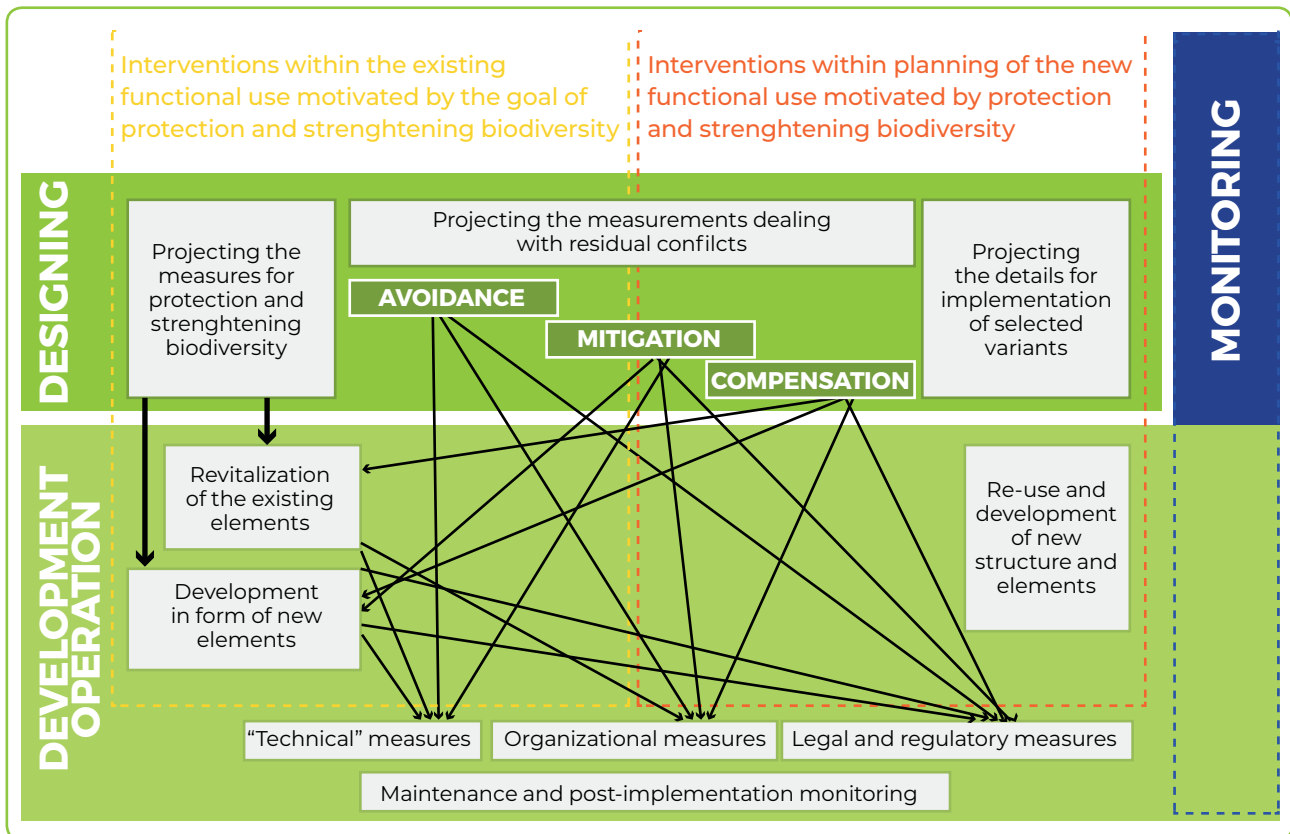 Interventions within the existing
functional use motivated by the goal of
protection and strenghtening biodiversity
Interventions within planning of the new
functional use motivated by protection
and strenghtening biodiversity
MONITORING
DESIGNING
Projecting the
measures for
protection and
strenghtening
biodiversity
Projecting the measurements dealing
with residual confilcts
Projecting
the details for
implementation
of selected
variants
AVOIDANCE
MITIGATION
COMPENSATION
DEVELOPMENT
OPERATION
Revitalization
of the existing
elements
Development
in form of new
elements
Re-use and
development
of new
structure and
elements
“Technical” measures
Organizational measures
Legal and regulatory measures
Maintenance and post-implementation monitoring